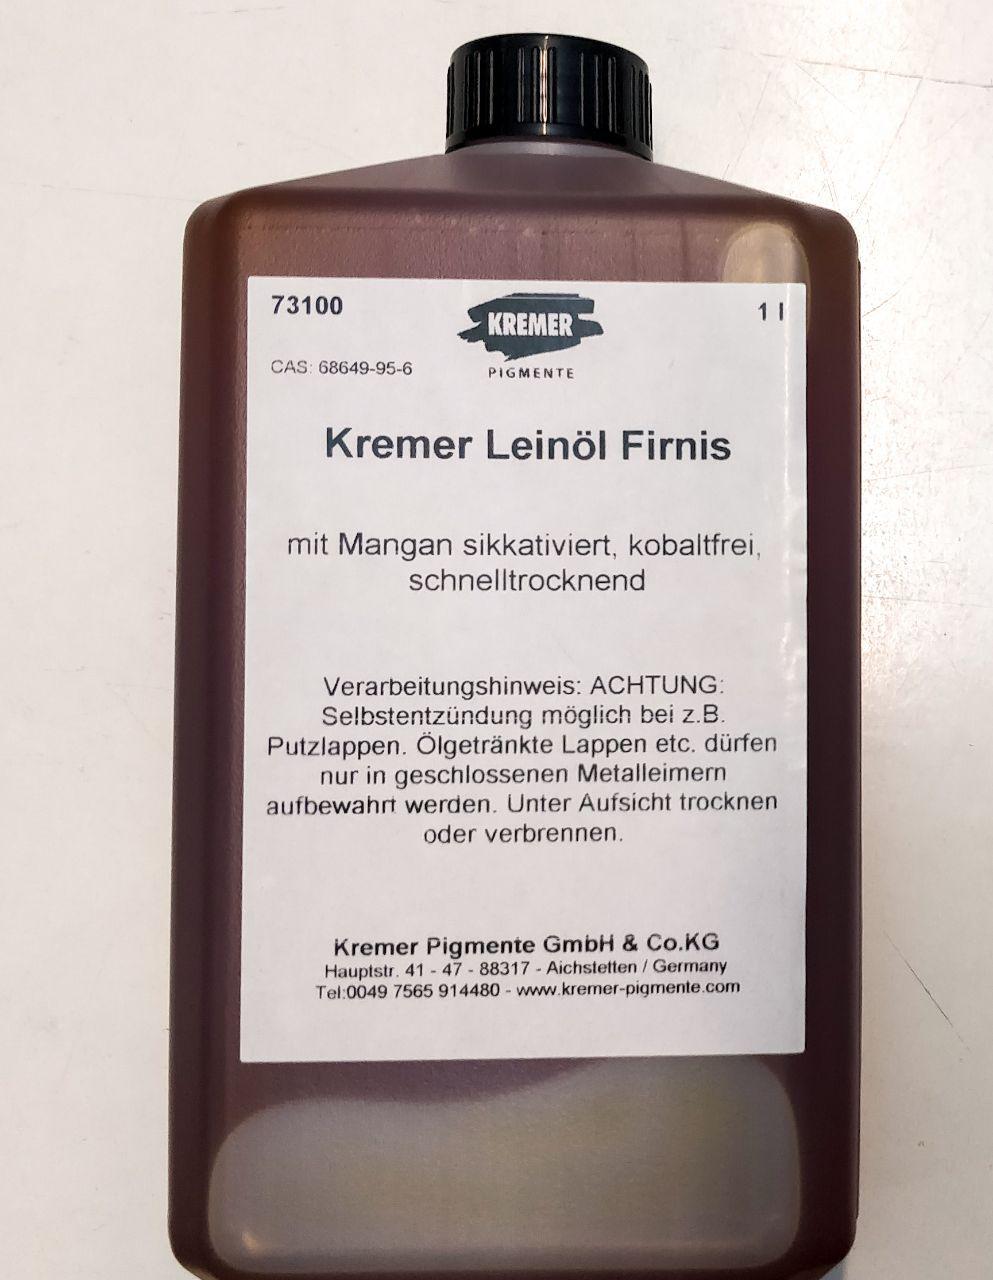 73100
KREMER
1 l
PIGMENTE
CAS: 68649-95-6
Kremer Leinöl Firnis
mit Mangan sikkativiert, kobaltfrei,
schnelltrocknend
Verarbeitungshinweis: ACHTUNG:
Selbstentzündung möglich bei z.B.
Putzlappen. Ölgetränkte Lappen etc. dürfen
nur in geschlossenen Metalleimern
aufbewahrt werden. Unter Aufsicht trocknen
oder verbrennen.
Kremer Pigmente GmbH & Co.KG
Hauptstr. 41 - 47 - 88317 - Aichstetten / Germany
Tel:0049 7565 914480 - www.kremer-pigmente.com